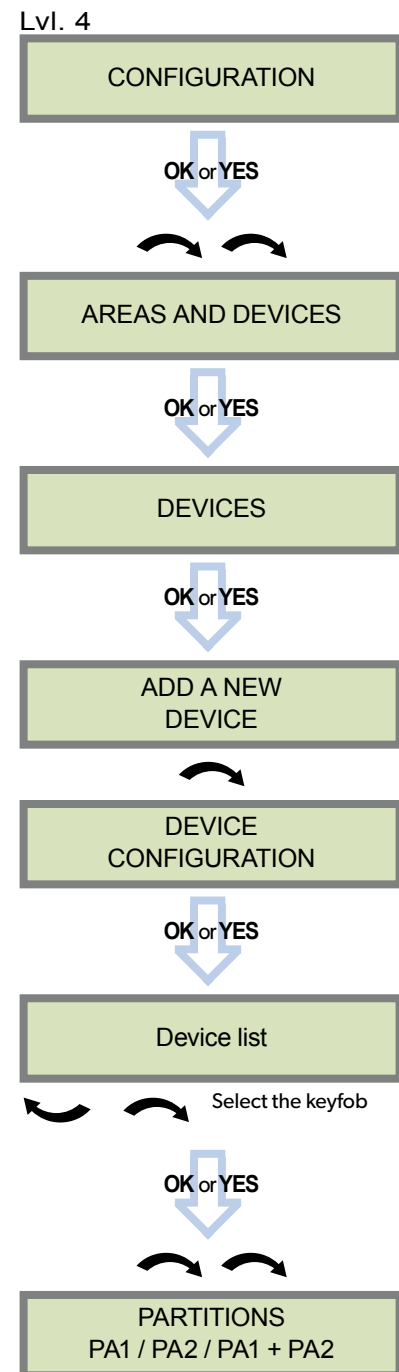 Lvl. 4
CONFIGURATION
OK or YES
AREAS AND DEVICES
OK or YES
DEVICES
OK or YES
ADD A NEW
DEVICE
DEVICE
CONFIGURATION
OK or YES
Device list
Select the keyfob
OK or YES
PARTITIONS
PA1 / PA2 / PA1 + PA2